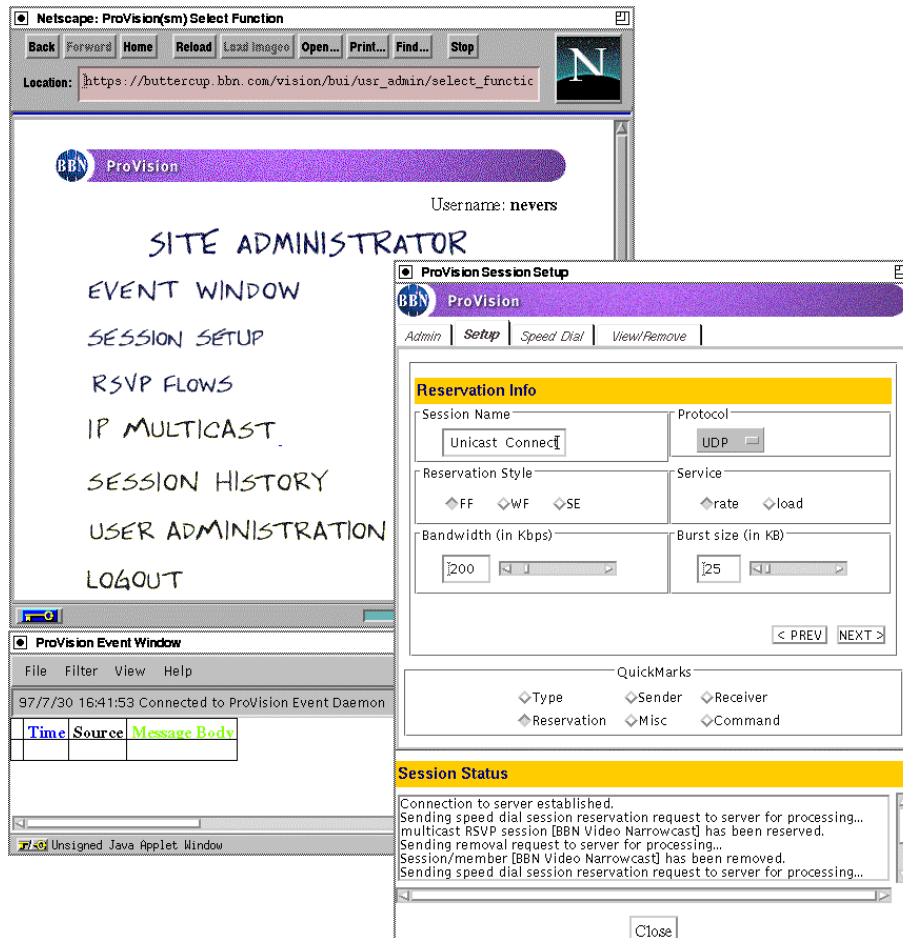 Netscape: ProVision(sm) Select Function
Back Forward Home Reload Load Images Open... Print... Find... Stop
Location: https://buttercup.bbn.com/vision/bui/usr_admin/select_functic
N
BBN ProVision
Username: nevers
SITE ADMINISTRATOR
EVENT WINDOW
SESSION SETUP
RSVP FLOWS
IP MULTICAST
SESSION HISTORY
USER ADMINISTRATION
LOGOUT
ProVision Event Window
File Filter View Help
97/7/30 16:41:53 Connected to ProVision Event Daemon
Time Source Message Body
Unsigned Java Applet Window
ProVision Session Setup
BBN ProVision
Admin Setup Speed Dial View/Remove
Reservation Info
Session Name Protocol
Unicast Connect UDP
Reservation Style Service
FF WF SE rate load
Bandwidth (in Kbps) Burst size (in KB)
200 25
< PREV NEXT >
QuickMarks
Type Sender Receiver
Reservation Misc Command
Session Status
Connection to server established.
Sending speed dial session reservation request to server for processing...
multicast RSVP session [BBN Video Narrowcast] has been reserved.
Sending removal request to server for processing...
Session/member [BBN Video Narrowcast] has been removed.
Sending speed dial session reservation request to server for processing...
Close